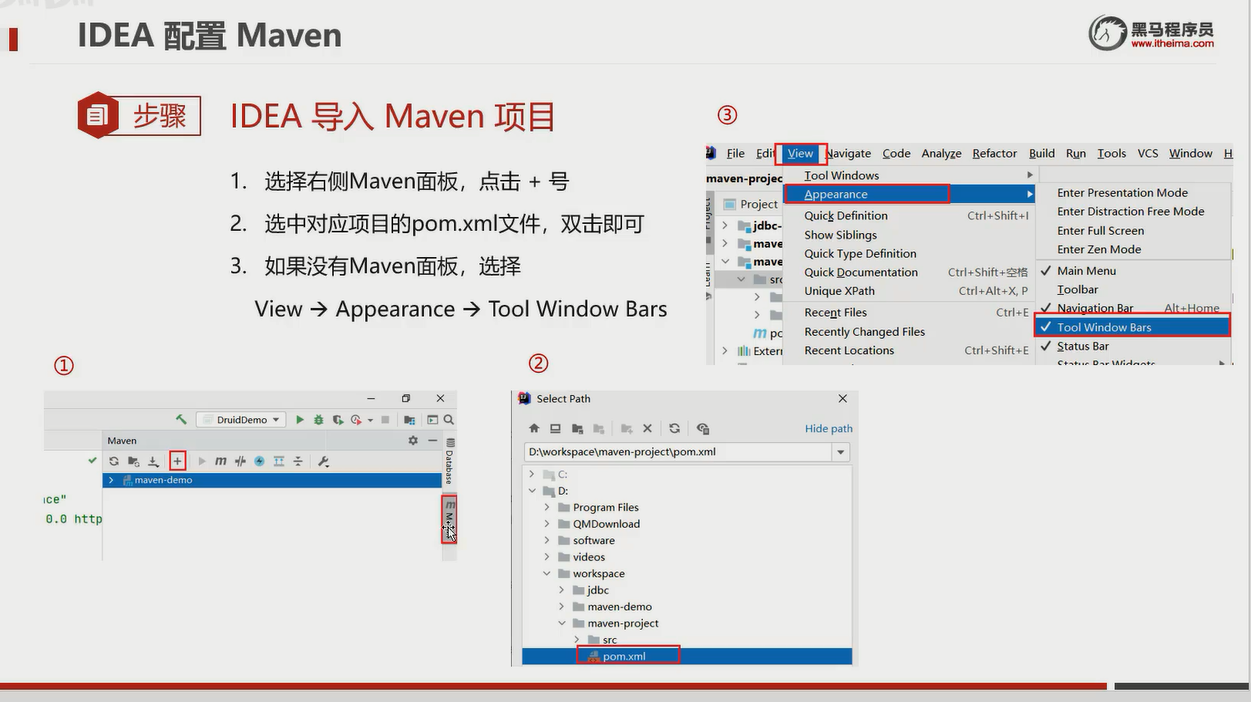 IDEA 配置 Maven
黑马程序员
www.itheima.com
步骤
IDEA 导入 Maven 项目
1. 选择右侧Maven面板，点击 + 号
2. 选中对应项目的pom.xml文件，双击即可
3. 如果没有Maven面板，选择
View → Appearance → Tool Window Bars
③
File Edit View Navigate Code Analyze Refactor Build Run Tools VCS Window H
maven-projec
Project
jdbc-
mave
mave
src
po
Extern
Tool Windows
Appearance
Quick Definition Ctrl+Shift+I
Show Siblings
Quick Type Definition
Quick Documentation Ctrl+Shift+空格
Unique XPath Ctrl+Alt+X, P
Recent Files Ctrl+E
Recently Changed Files
Recent Locations Ctrl+Shift+E
Enter Presentation Mode
Enter Distraction Free Mode
Enter Full Screen
Enter Zen Mode
Main Menu
Toolbar
Navigation Bar Alt+Home
Tool Window Bars
Status Bar
Status Bar Widgets
①
DruidDemo
Maven
maven-demo
Database
ice"
0.0 http
②
Select Path
Hide path
D:\workspace\maven-project\pom.xml
C:
D:
Program Files
QMDownload
software
videos
workspace
jdbc
maven-demo
maven-project
src
pom.xml